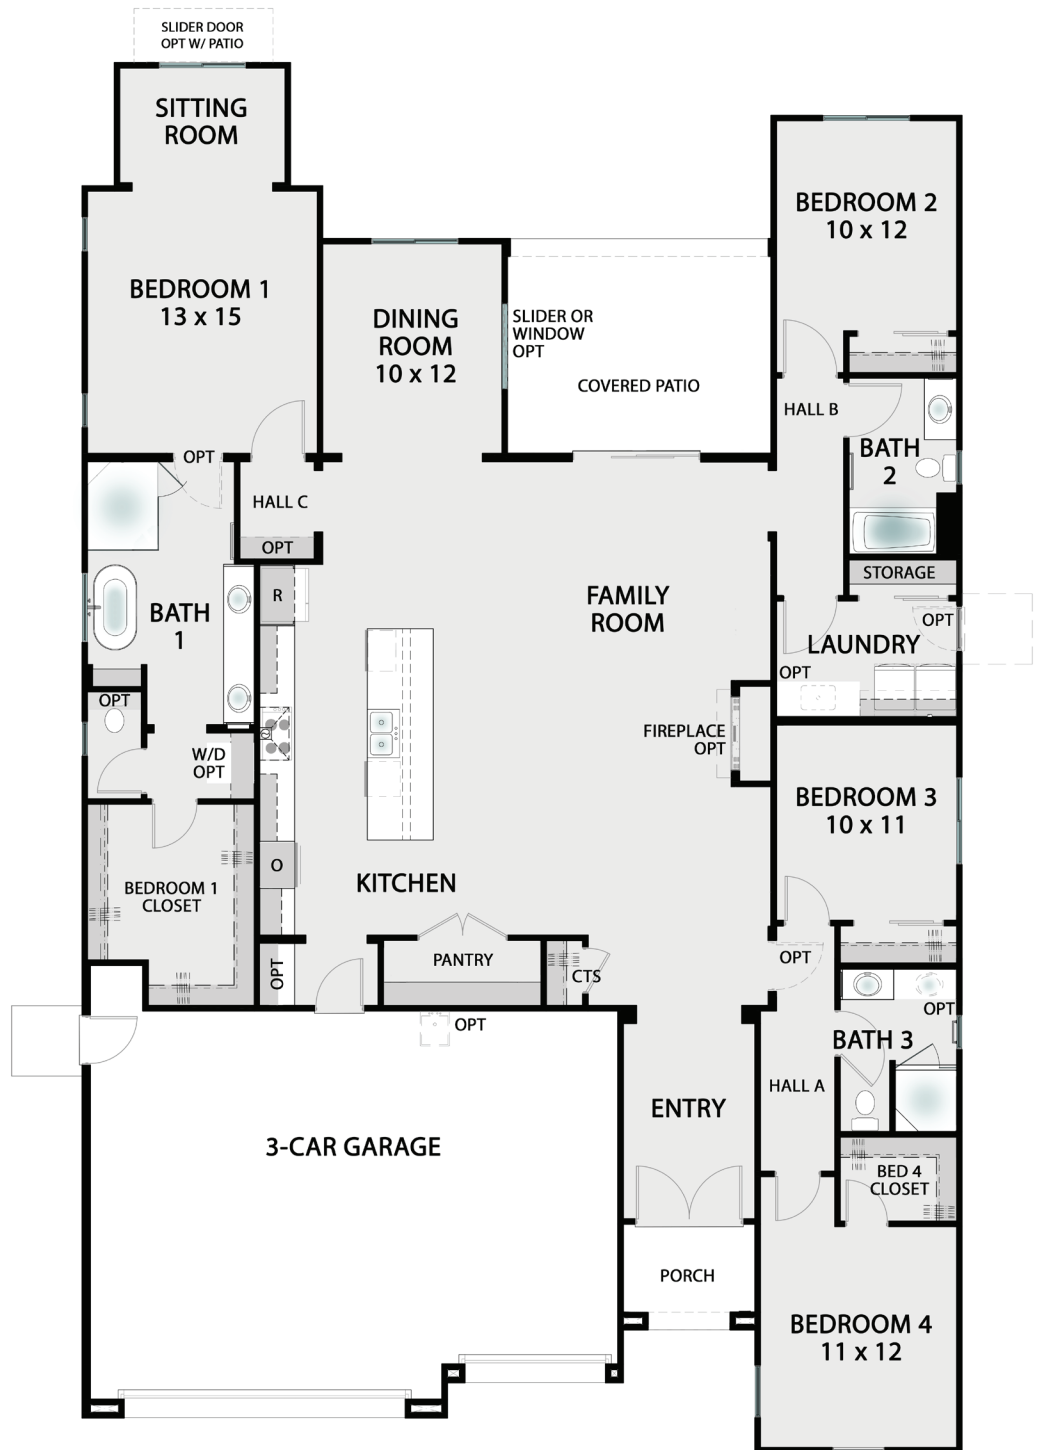 SLIDER DOOR
OPT W/ PATIO
SITTING
ROOM
BEDROOM 2
10 x 12
BEDROOM 1
13 x 15
DINING
ROOM
10 x 12
SLIDER OR
WINDOW
OPT
COVERED PATIO
HALL B
BATH
2
OPT
HALL C
OPT
STORAGE
R
FAMILY
ROOM
BATH
1
OPT
LAUNDRY
OPT
OPT
FIREPLACE
OPT
W/D
OPT
BEDROOM 3
10 x 11
O
KITCHEN
BEDROOM 1
CLOSET
OPT
PANTRY
CTS
OPT
OPT
OPT
BATH 3
HALL A
ENTRY
3-CAR GARAGE
BED 4
CLOSET
PORCH
BEDROOM 4
11 x 12